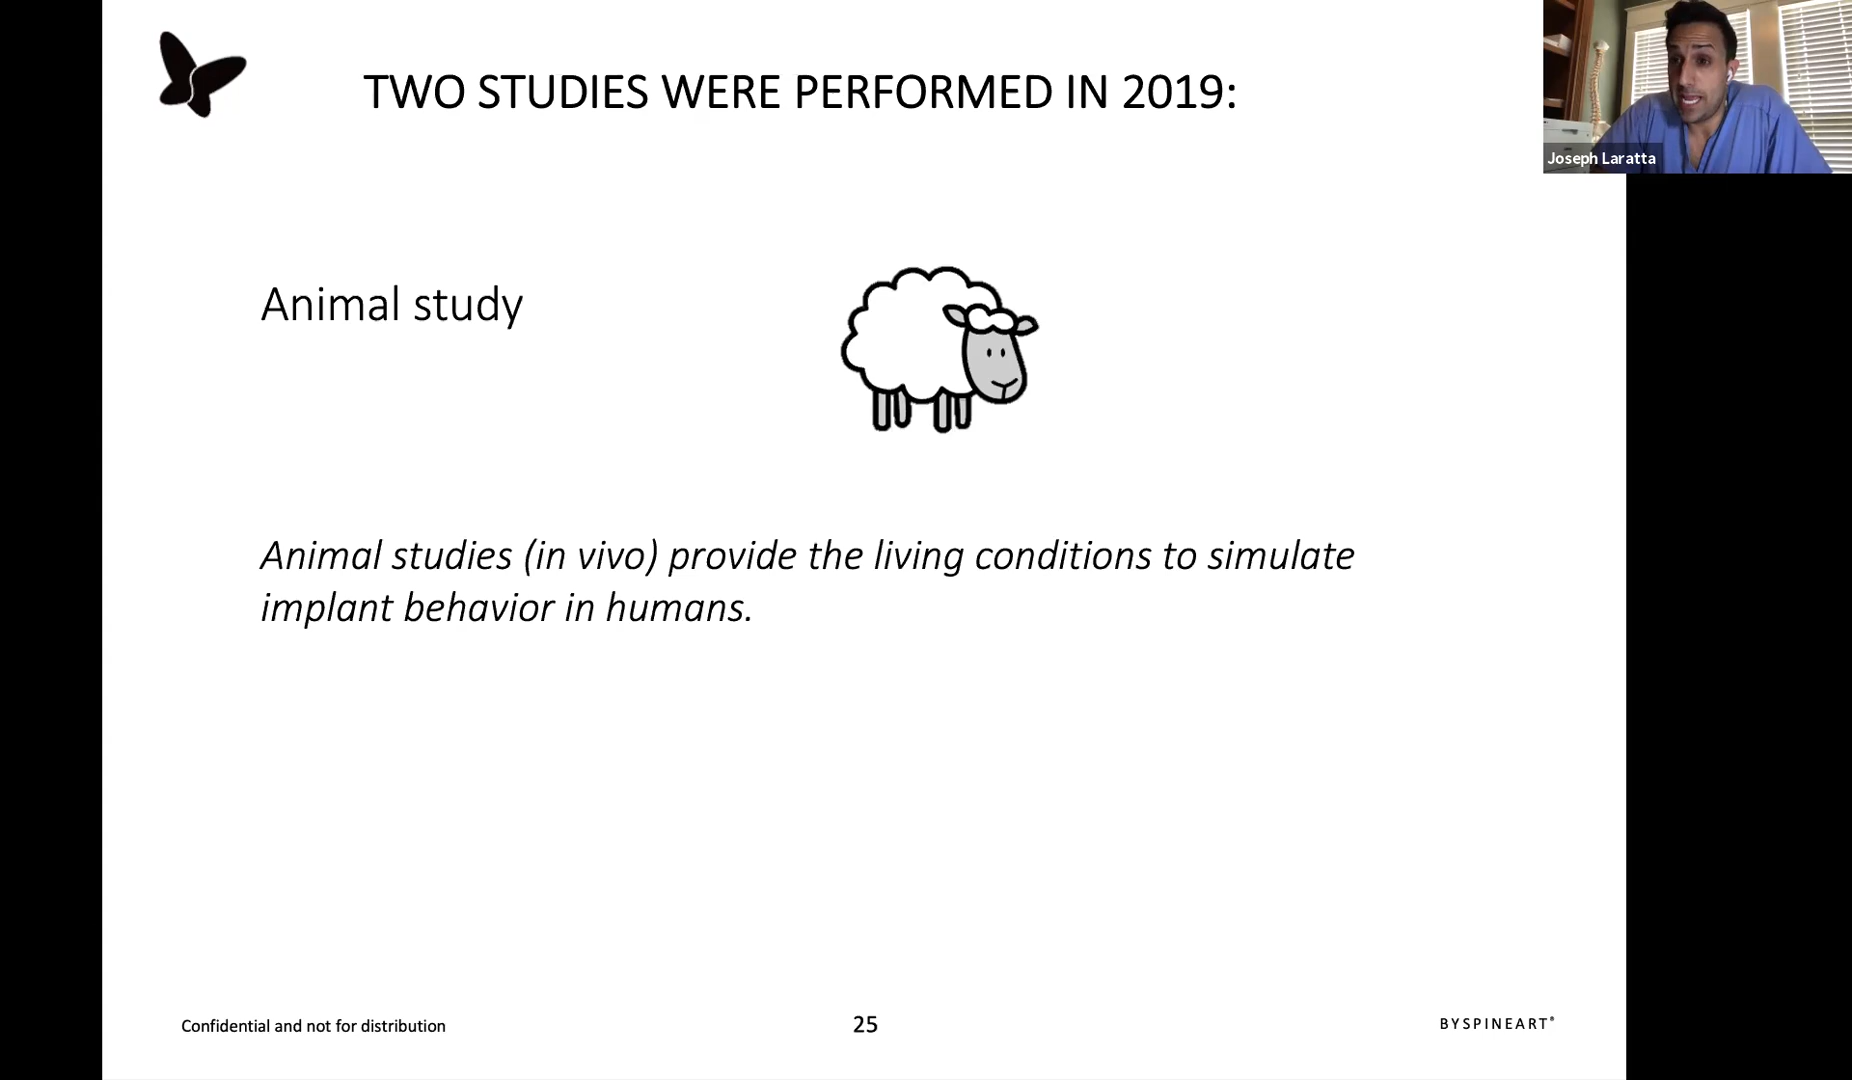 TWO STUDIES WERE PERFORMED IN 2019:
Joseph Laratta
Animal study
Animal studies (in vivo) provide the living conditions to simulate
implant behavior in humans.
Confidential and not for distribution
25
BYSPINEART®